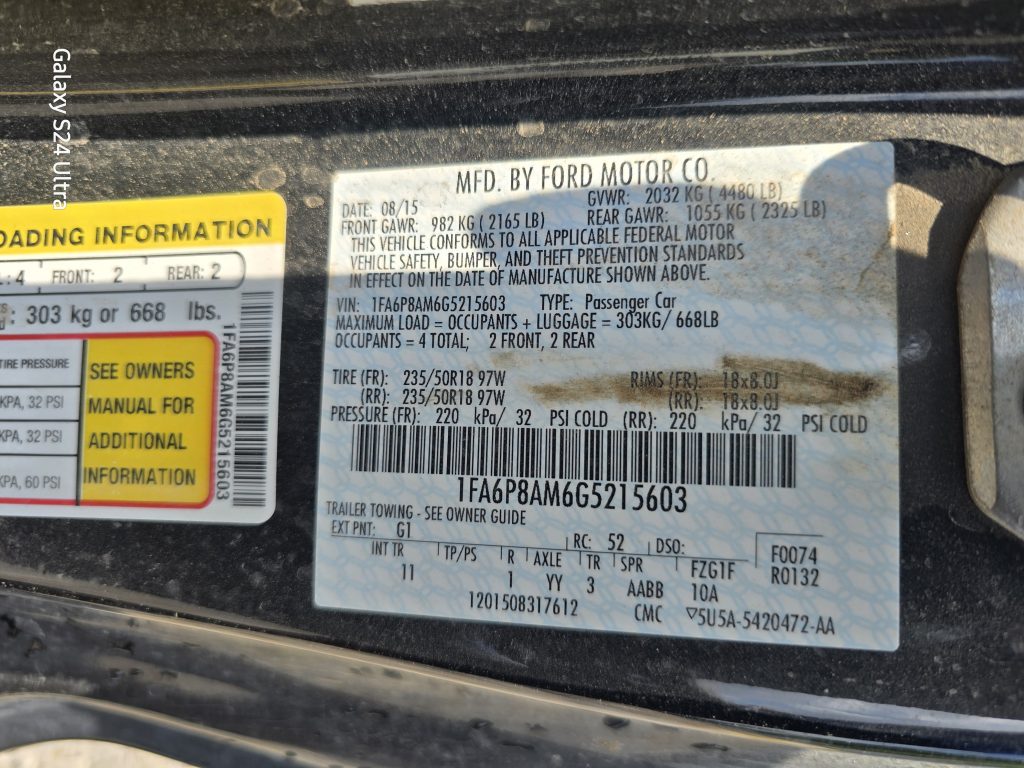 Galaxy S24 Ultra
OADING INFORMATION
: 4 FRONT: 2 REAR: 2
: 303 kg or 668 lbs.
TIRE PRESSURE
KPA, 32 PSI
KPA, 32 PSI
KPA, 60 PSI
SEE OWNERS
MANUAL FOR
ADDITIONAL
INFORMATION
1FA6P8AM6G5215603
MFD. BY FORD MOTOR CO.
DATE: 08/15 GVWR: 2032 KG ( 4480 LB)
FRONT GAWR: 982 KG ( 2165 LB) REAR GAWR: 1055 KG ( 2325 LB)
THIS VEHICLE CONFORMS TO ALL APPLICABLE FEDERAL MOTOR
VEHICLE SAFETY, BUMPER, AND THEFT PREVENTION STANDARDS
IN EFFECT ON THE DATE OF MANUFACTURE SHOWN ABOVE.
VIN: 1FA6P8AM6G5215603 TYPE: Passenger Car
MAXIMUM LOAD = OCCUPANTS + LUGGAGE = 303KG/ 668LB
OCCUPANTS = 4 TOTAL; 2 FRONT, 2 REAR
TIRE (FR): 235/50R18 97W RIMS (FR): 18x8.0J
(RR): 235/50R18 97W (RR): 18x8.0J
PRESSURE (FR): 220 kPa/ 32 PSI COLD (RR): 220 kPa/ 32 PSI COLD
1FA6P8AM6G5215603
TRAILER TOWING - SEE OWNER GUIDE
EXT PNT: G1 RC: 52 DSO: F0074
INT TR TP/PS R AXLE TR SPR FZG1F R0132
11 1 YY 3 AABB 10A
1201508317612 CMC ▽5U5A-5420472-AA